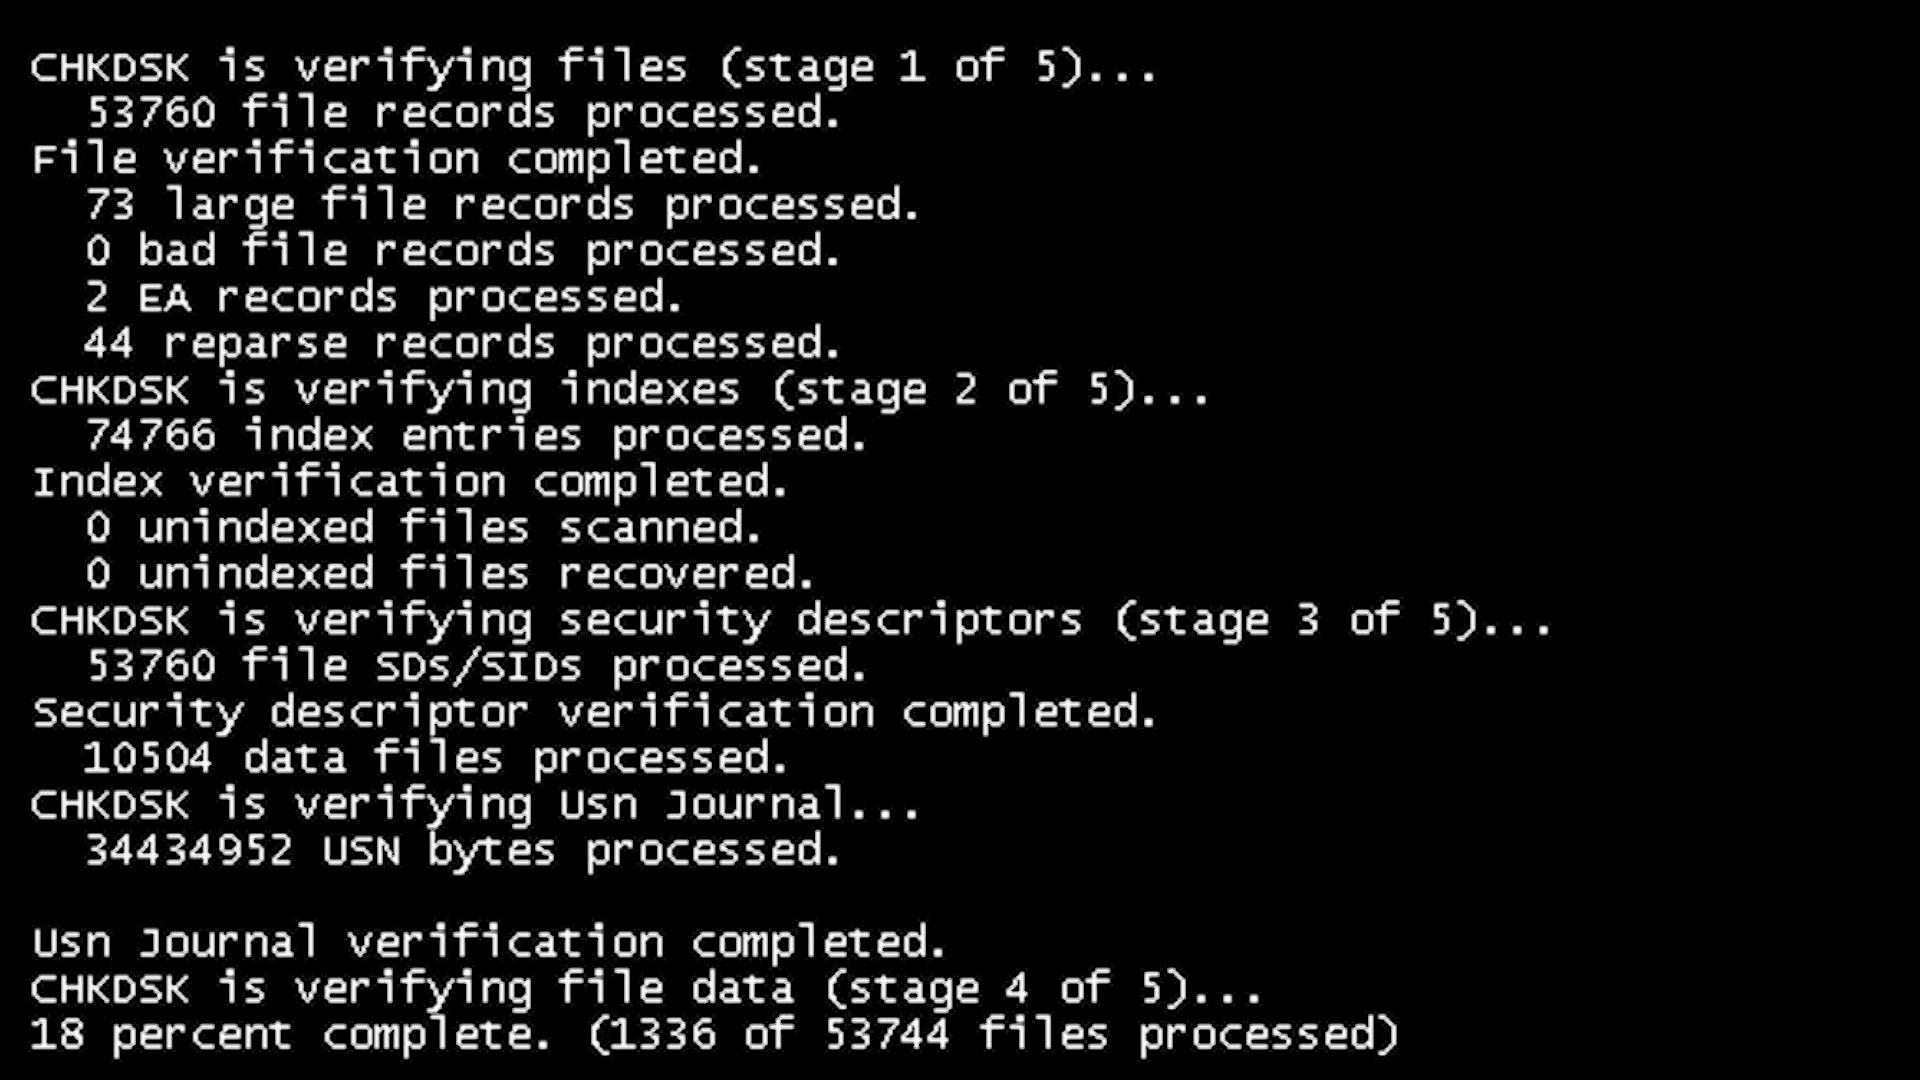 CHKDSK is verifying files (stage 1 of 5)...
53760 file records processed.
File verification completed.
73 large file records processed.
0 bad file records processed.
2 EA records processed.
44 reparse records processed.
CHKDSK is verifying indexes (stage 2 of 5)...
74766 index entries processed.
Index verification completed.
0 unindexed files scanned.
0 unindexed files recovered.
CHKDSK is verifying security descriptors (stage 3 of 5)...
53760 file SDs/SIDs processed.
Security descriptor verification completed.
10504 data files processed.
CHKDSK is verifying Usn Journal...
34434952 USN bytes processed.
Usn Journal verification completed.
CHKDSK is verifying file data (stage 4 of 5)...
18 percent complete. (1336 of 53744 files processed)